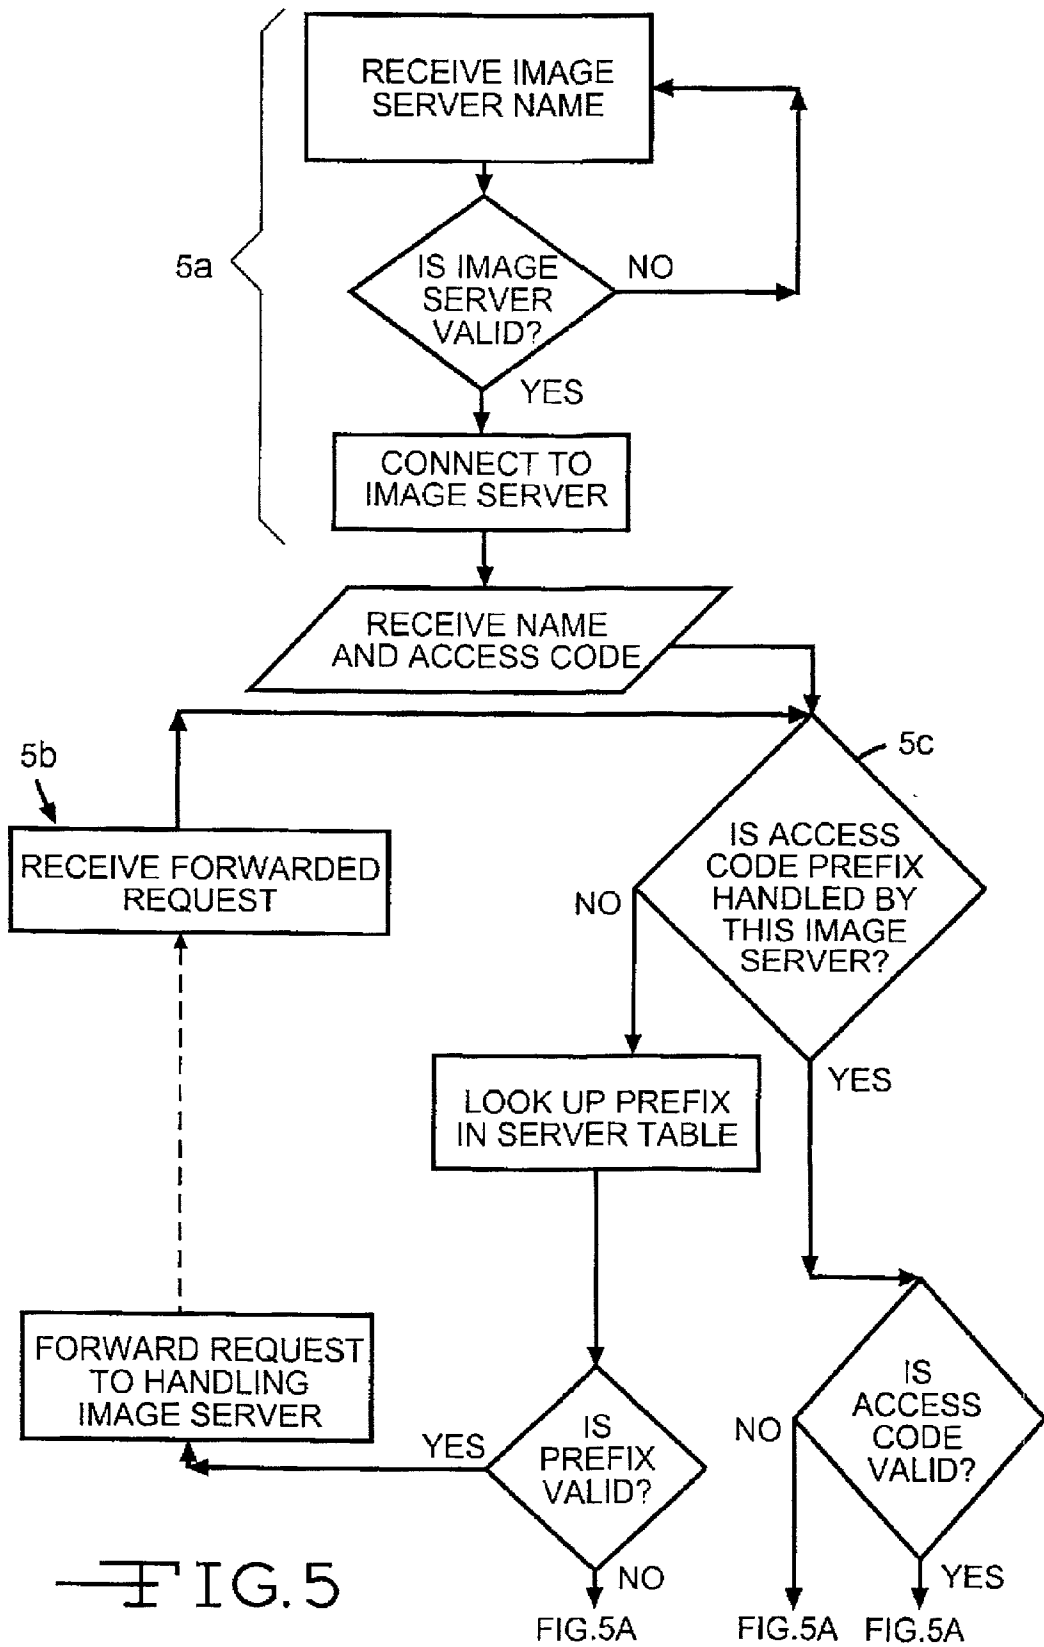 RECEIVE IMAGE
SERVER NAME
5a
IS IMAGE
SERVER
VALID?
NO
YES
CONNECT TO
IMAGE SERVER
RECEIVE NAME
AND ACCESS CODE
5b
5c
RECEIVE FORWARDED
REQUEST
IS ACCESS
CODE PREFIX
HANDLED BY
THIS IMAGE
SERVER?
NO
YES
LOOK UP PREFIX
IN SERVER TABLE
FORWARD REQUEST
TO HANDLING
IMAGE SERVER
YES
IS
PREFIX
VALID?
NO
IS
ACCESS
CODE
VALID?
NO
YES
FIG.5A
FIG.5A
FIG.5A
FIG.5